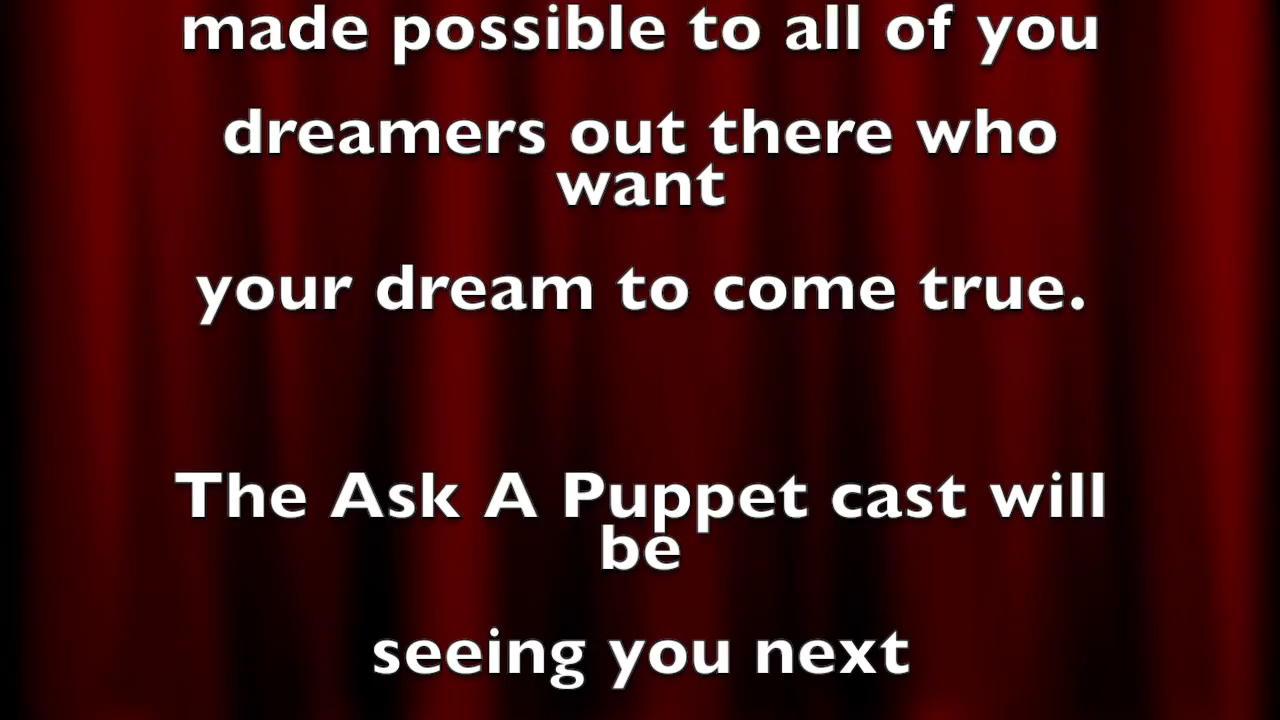 made possible to all of you
dreamers out there who
want
your dream to come true.
The Ask A Puppet cast will
be
seeing you next